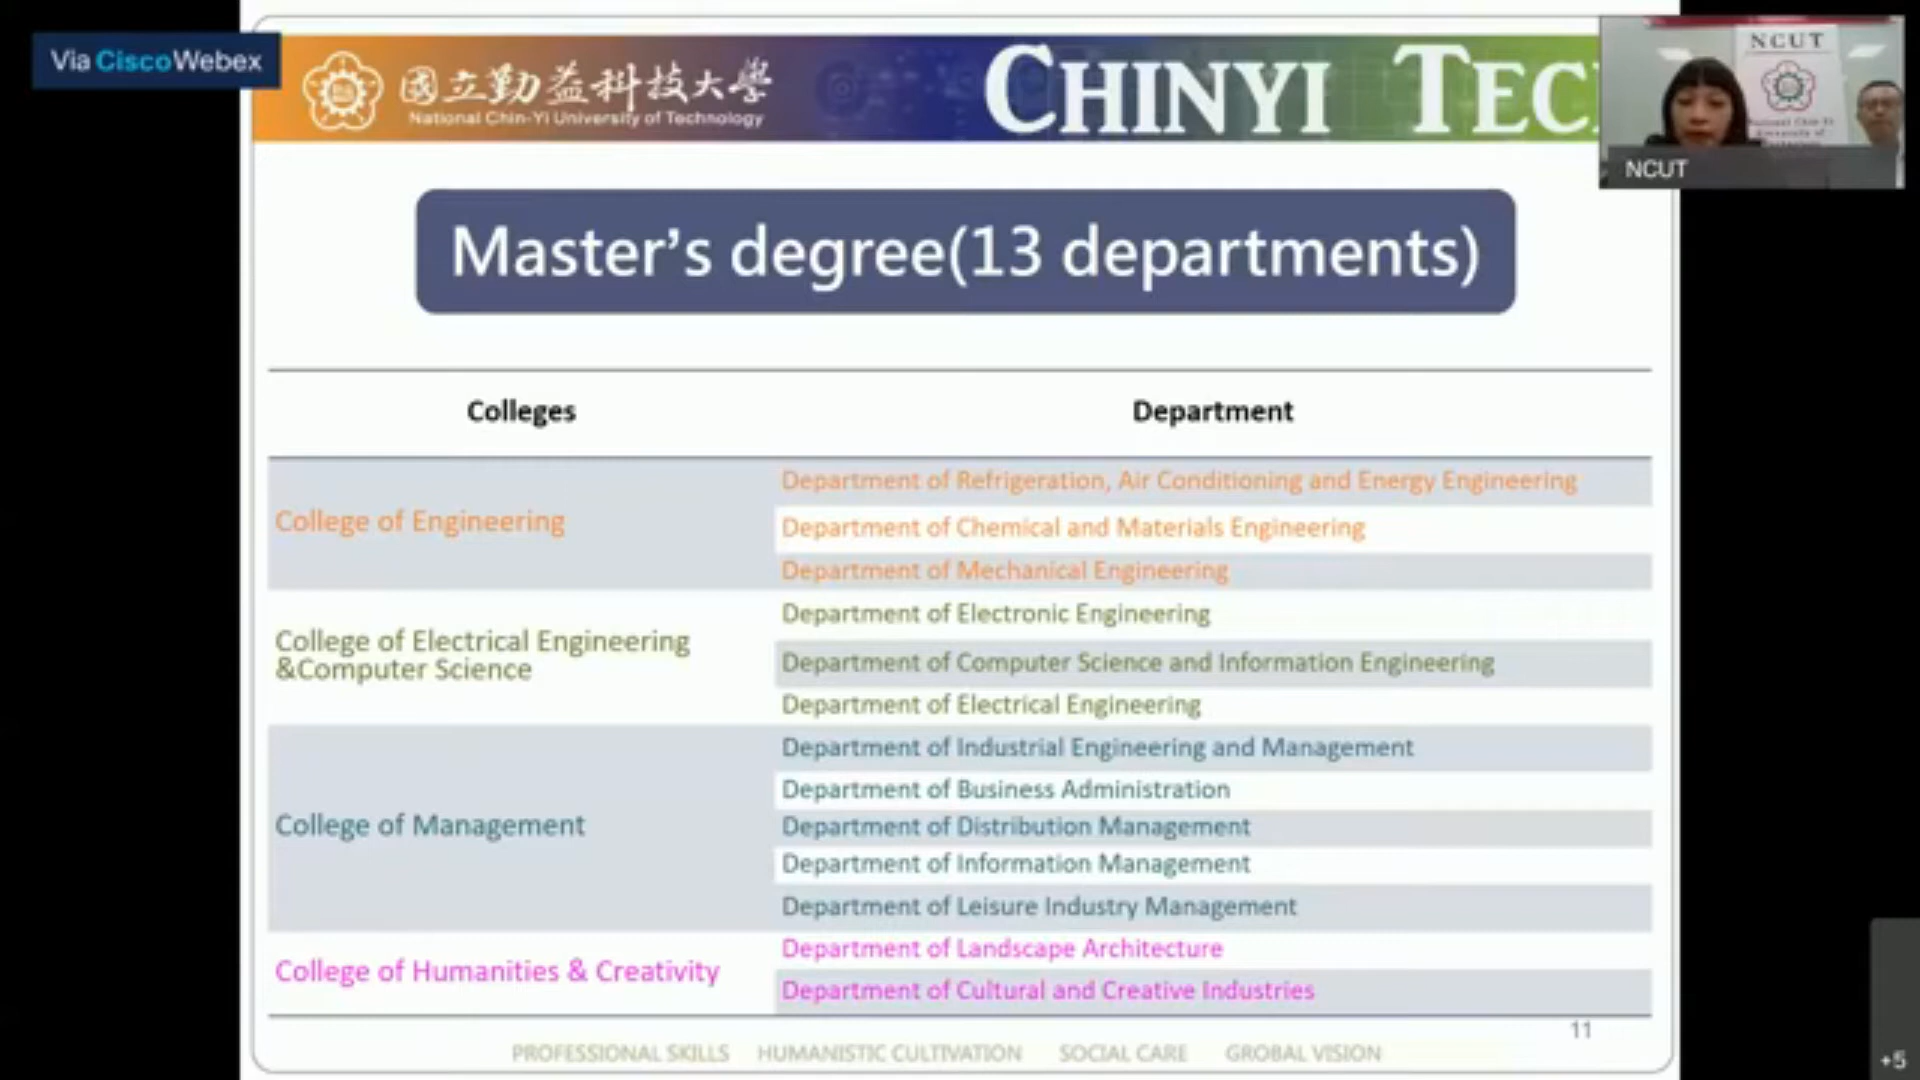 Via CiscoWebex
國立勤益科技大學
National Chin-Yi University of Technology
CHINYI TEC
NCUT
NCUT
Master's degree(13 departments)
Colleges
Department
College of Engineering
Department of Refrigeration, Air Conditioning and Energy Engineering
Department of Chemical and Materials Engineering
Department of Mechanical Engineering
College of Electrical Engineering
&Computer Science
Department of Electronic Engineering
Department of Computer Science and Information Engineering
Department of Electrical Engineering
College of Management
Department of Industrial Engineering and Management
Department of Business Administration
Department of Distribution Management
Department of Information Management
Department of Leisure Industry Management
College of Humanities & Creativity
Department of Landscape Architecture
Department of Cultural and Creative Industries
11
PROFESSIONAL SKILLS HUMANISTIC CULTIVATION SOCIAL CARE GROBAL VISION
+5